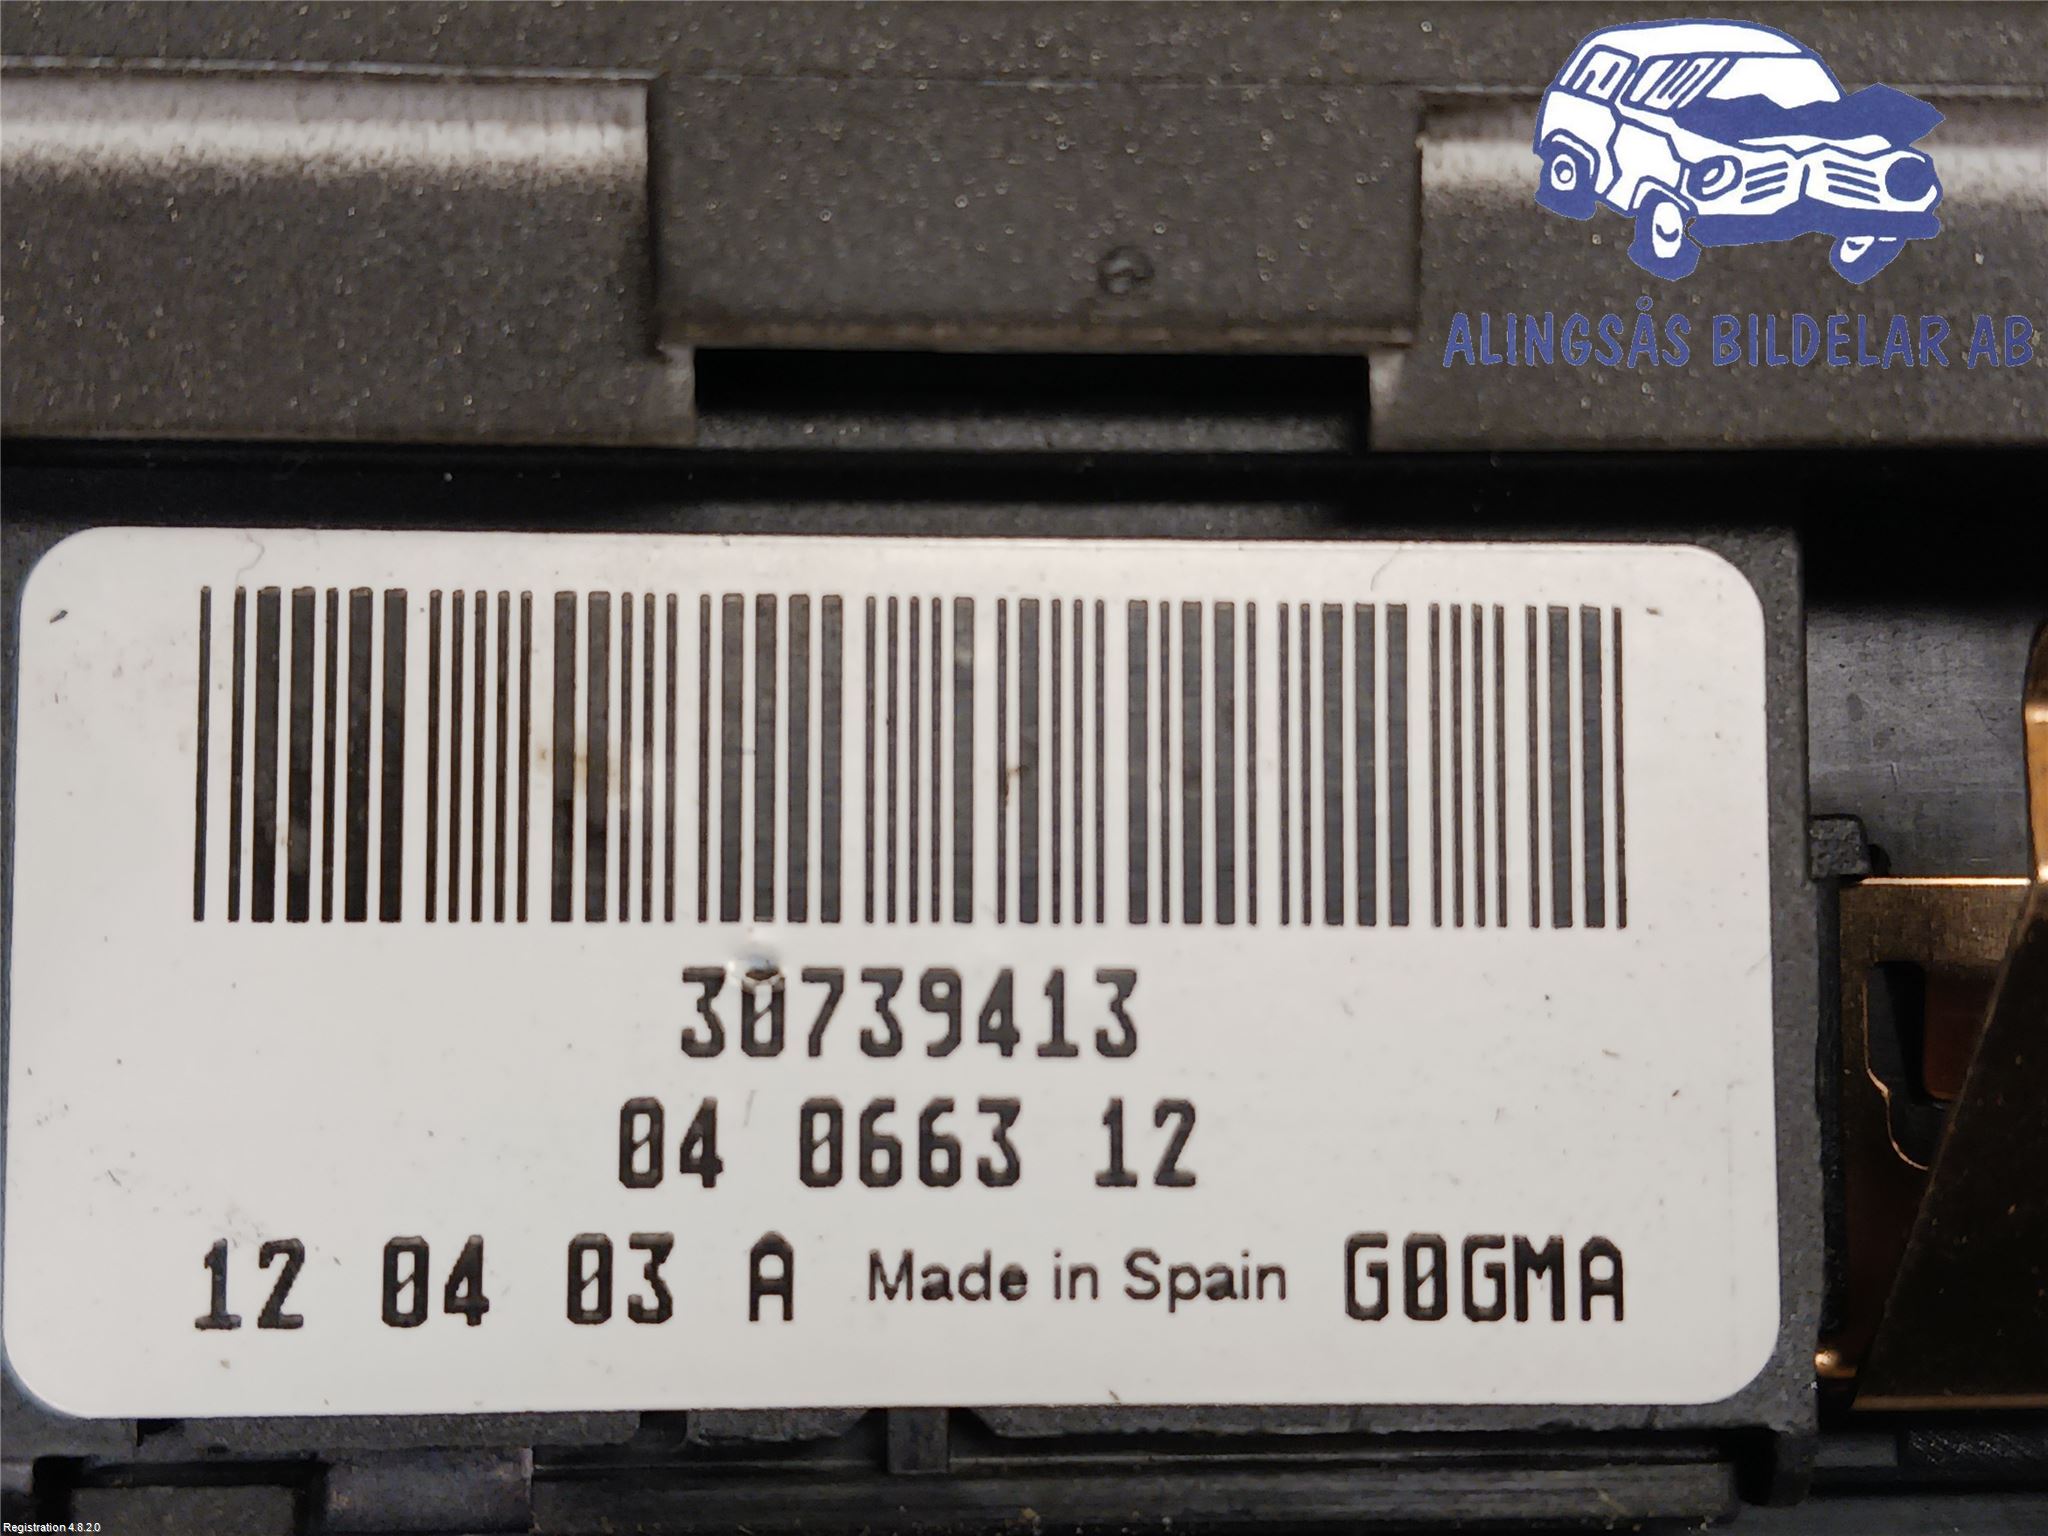 ALINGSÅS BILDELAR AB
30739413
04 0663 12
12 04 03 A Made in Spain G0GMA
Registration 4.8.2.0